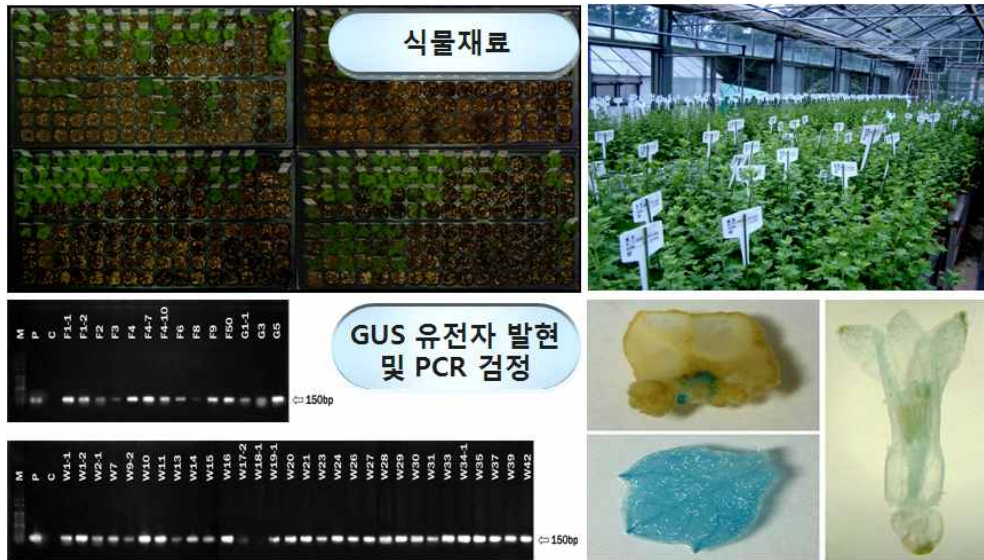 식물재료
GUS 유전자 발현
및 PCR 검정
M P C F1-1 F1-2 F2 F3 F4 F4-7 F4-10 F6 F8 F9 F50 G1-1 G3 G5
⇦150bp
M P C W1-1 W1-2 W2-1 W7 W9-2 W10 W11 W13 W14 W15 W16 W17-2 W18-1 W19-1 W20 W21 W23 W24 W26 W27 W28 W29 W30 W31 W33 W34-1 W35 W37 W39 W42
⇦150bp